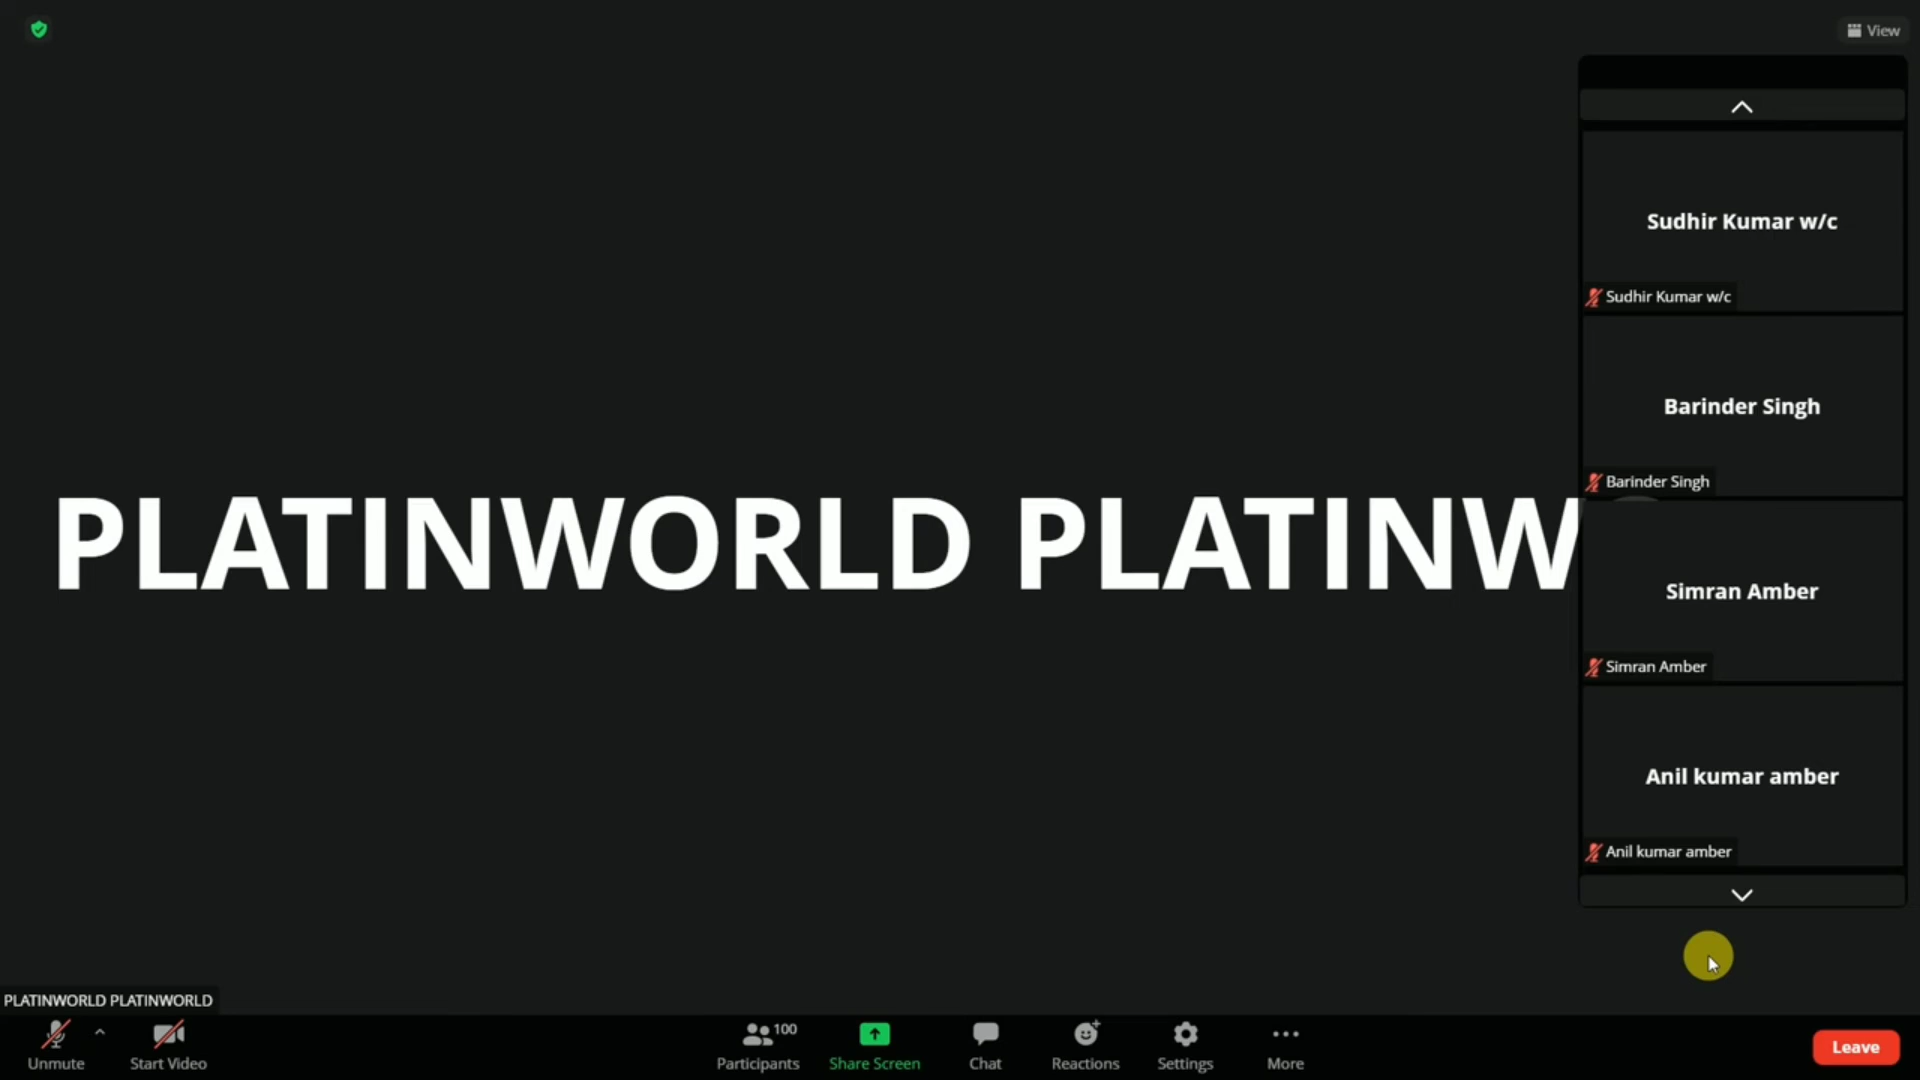 View
Sudhir Kumar w/c
Sudhir Kumar w/c
Barinder Singh
Barinder Singh
PLATINWORLD PLATINW
Simran Amber
Simran Amber
Anil kumar amber
Anil kumar amber
PLATINWORLD PLATINWORLD
Unmute
Start Video
100
Participants
Share Screen
Chat
Reactions
Settings
More
Leave